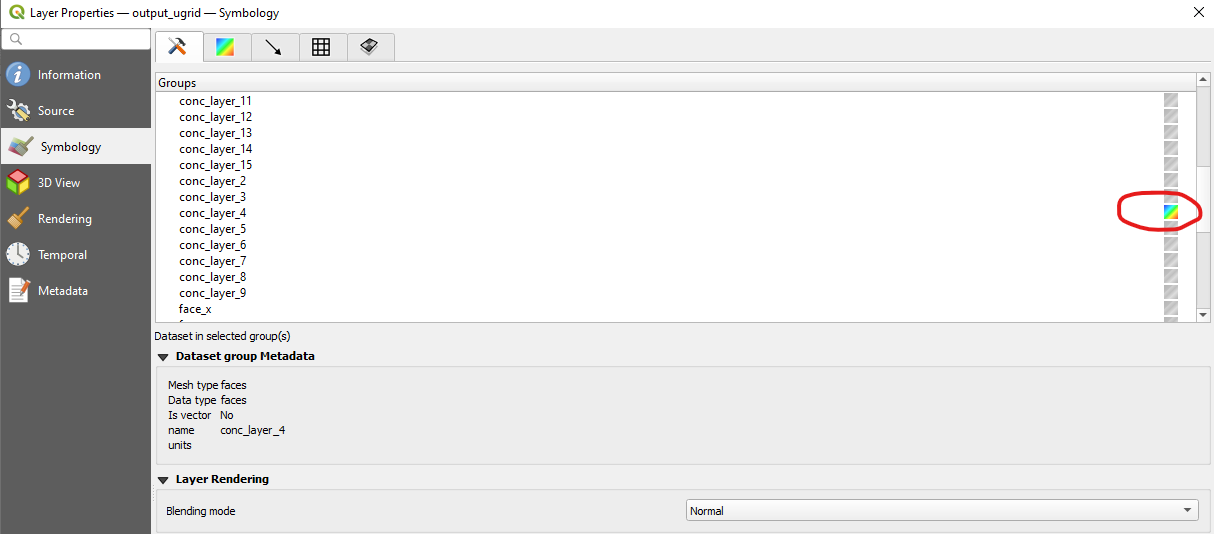 Layer Properties — output_ugrid — Symbology
Information
Source
Symbology
3D View
Rendering
Temporal
Metadata
Groups
conc_layer_11
conc_layer_12
conc_layer_13
conc_layer_14
conc_layer_15
conc_layer_2
conc_layer_3
conc_layer_4
conc_layer_5
conc_layer_6
conc_layer_7
conc_layer_8
conc_layer_9
face_x
Dataset in selected group(s)
Dataset group Metadata
Mesh type faces
Data type faces
Is vector No
name conc_layer_4
units
Layer Rendering
Blending mode Normal